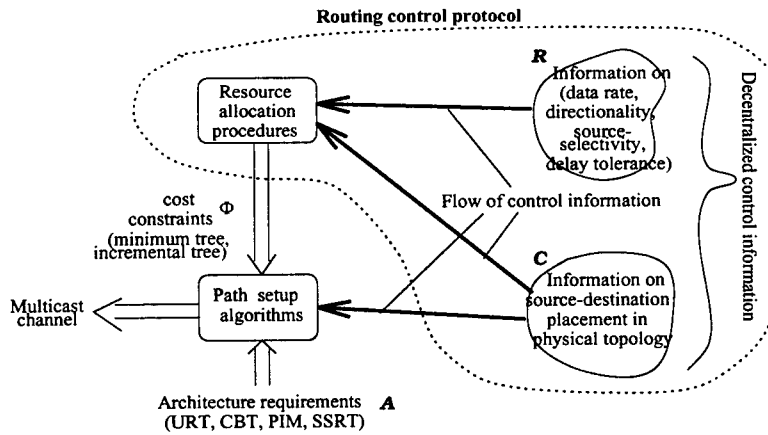 Routing control protocol
Resource
allocation
procedures
R
Information on
(data rate,
directionality,
source-
selectivity,
delay tolerance)
Decentralized control information
cost
constraints
(minimum tree,
incremental tree)
Φ
Flow of control information
Multicast
channel
Path setup
algorithms
C
Information on
source-destination
placement in
physical topology
Architecture requirements
(URT, CBT, PIM, SSRT)
A